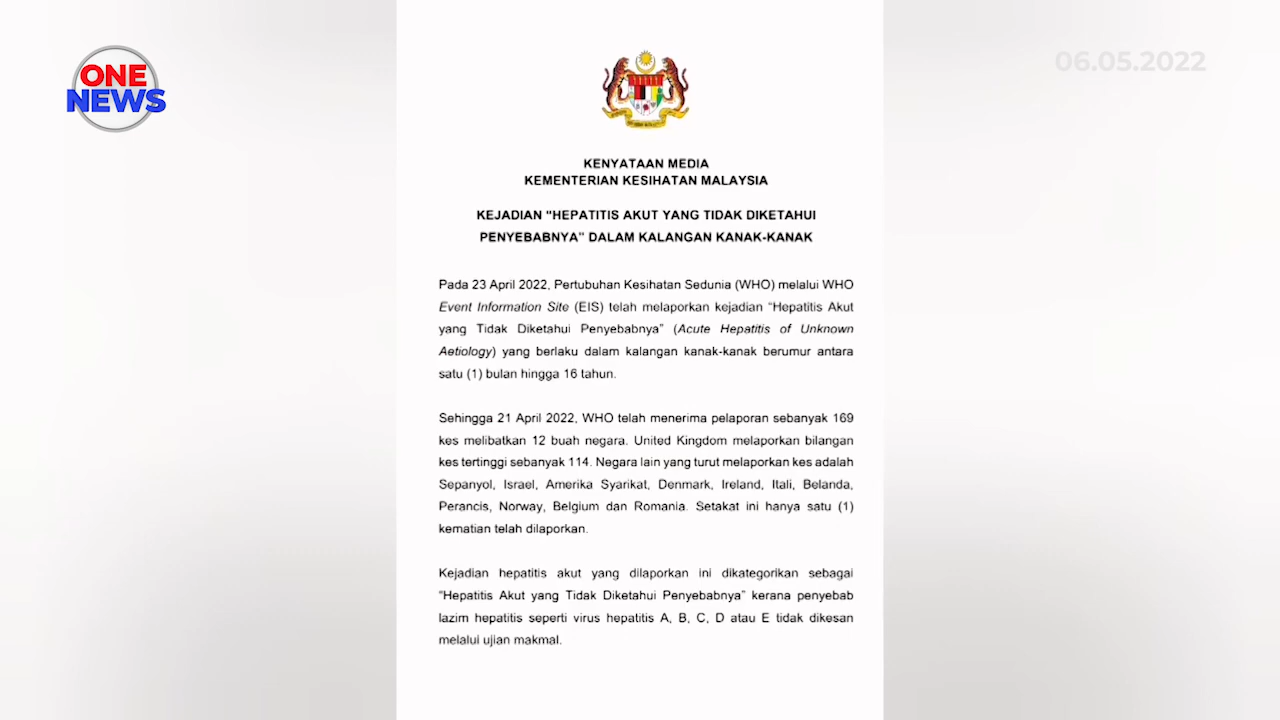 ONE
NEWS
06.05.2022
KENYATAAN MEDIA
KEMENTERIAN KESIHATAN MALAYSIA
KEJADIAN "HEPATITIS AKUT YANG TIDAK DIKETAHUI
PENYEBABNYA" DALAM KALANGAN KANAK-KANAK
Pada 23 April 2022, Pertubuhan Kesihatan Sedunia (WHO) melalui WHO
Event Information Site (EIS) telah melaporkan kejadian "Hepatitis Akut
yang Tidak Diketahui Penyebabnya" (Acute Hepatitis of Unknown
Aetiology) yang berlaku dalam kalangan kanak-kanak berumur antara
satu (1) bulan hingga 16 tahun.
Sehingga 21 April 2022, WHO telah menerima pelaporan sebanyak 169
kes melibatkan 12 buah negara. United Kingdom melaporkan bilangan
kes tertinggi sebanyak 114. Negara lain yang turut melaporkan kes adalah
Sepanyol, Israel, Amerika Syarikat, Denmark, Ireland, Itali, Belanda,
Perancis, Norway, Belgium dan Romania. Setakat ini hanya satu (1)
kematian telah dilaporkan.
Kejadian hepatitis akut yang dilaporkan ini dikategorikan sebagai
"Hepatitis Akut yang Tidak Diketahui Penyebabnya" kerana penyebab
lazim hepatitis seperti virus hepatitis A, B, C, D atau E tidak dikesan
melalui ujian makmal.